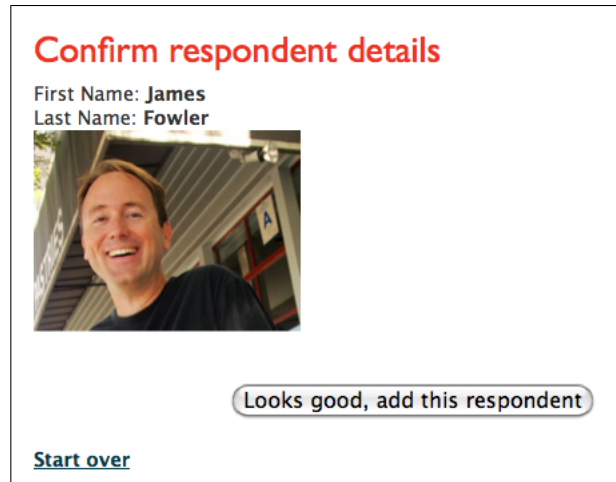 Confirm respondent details
First Name: James
Last Name: Fowler
A
Looks good, add this respondent
Start over